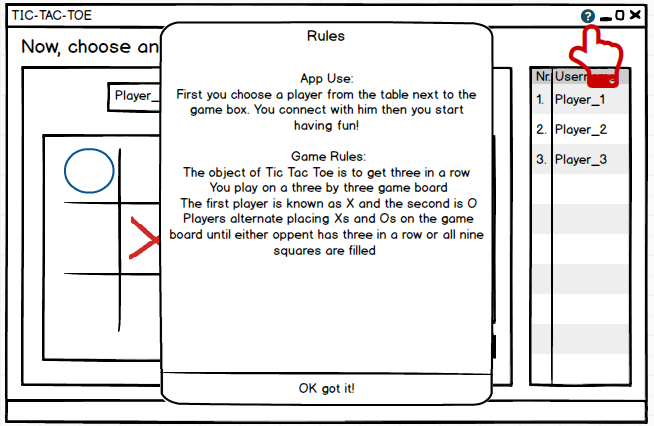 TIC-TAC-TOE
?
Now, choose an
Player_
Rules
App Use:
First you choose a player from the table next to the
game box. You connect with him then you start
having fun!
Game Rules:
The object of Tic Tac Toe is to get three in a row
You play on a three by three game board
The first player is known as X and the second is O
Players alternate placing Xs and Os on the game
board until either oppent has three in a row or all nine
squares are filled
OK got it!
Nr. Username
1. Player_1
2. Player_2
3. Player_3